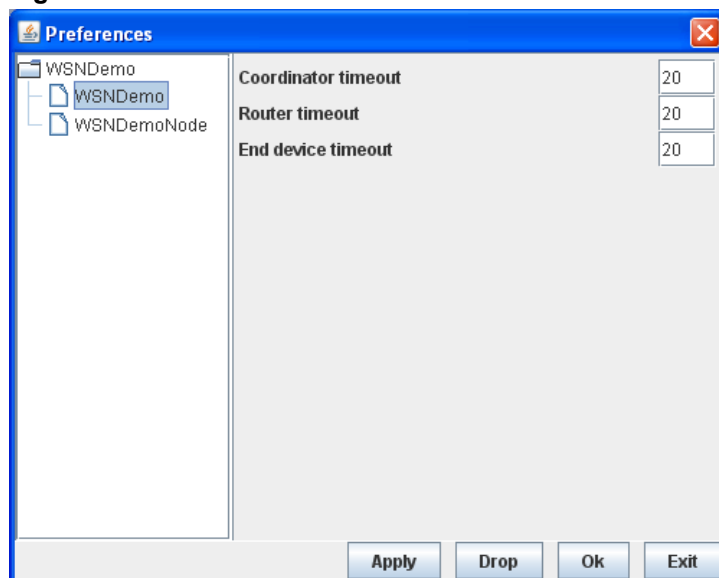 Preferences
WSNDemo
WSNDemo
WSNDemoNode
Coordinator timeout 20
Router timeout 20
End device timeout 20
Apply Drop Ok Exit